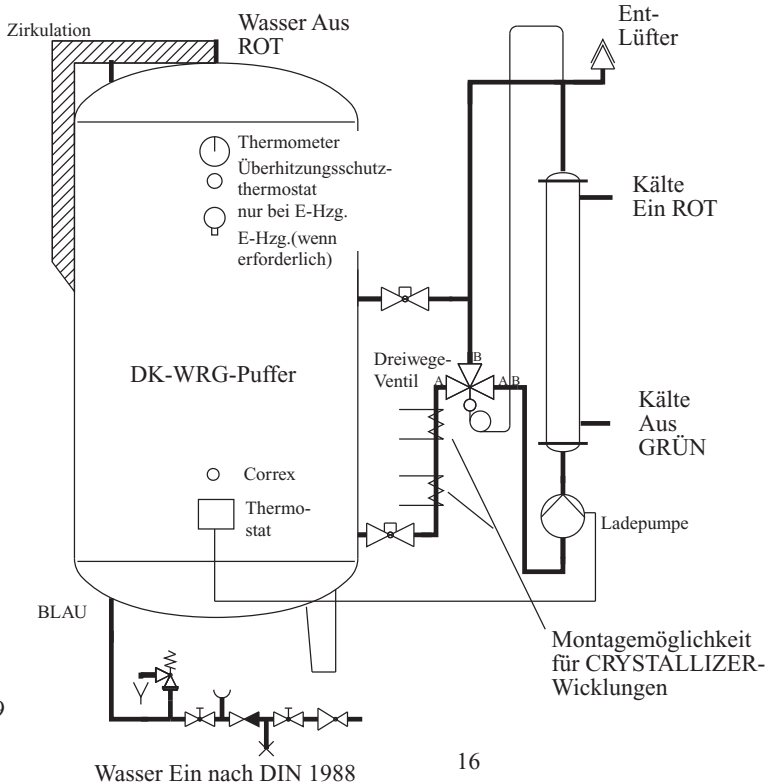 Zirkulation
Wasser Aus
ROT
Ent-
Lüfter
Thermometer
Überhitzungsschutz-
thermostat
nur bei E-Hzg.
E-Hzg.(wenn
erforderlich)
Kälte
Ein ROT
DK-WRG-Puffer
Dreiwege-
Ventil
B
A
A B
Kälte
Aus
GRÜN
Correx
Thermo-
stat
Ladepumpe
BLAU
Montagemöglichkeit
für CRYSTALLIZER-
Wicklungen
9
Wasser Ein nach DIN 1988
16